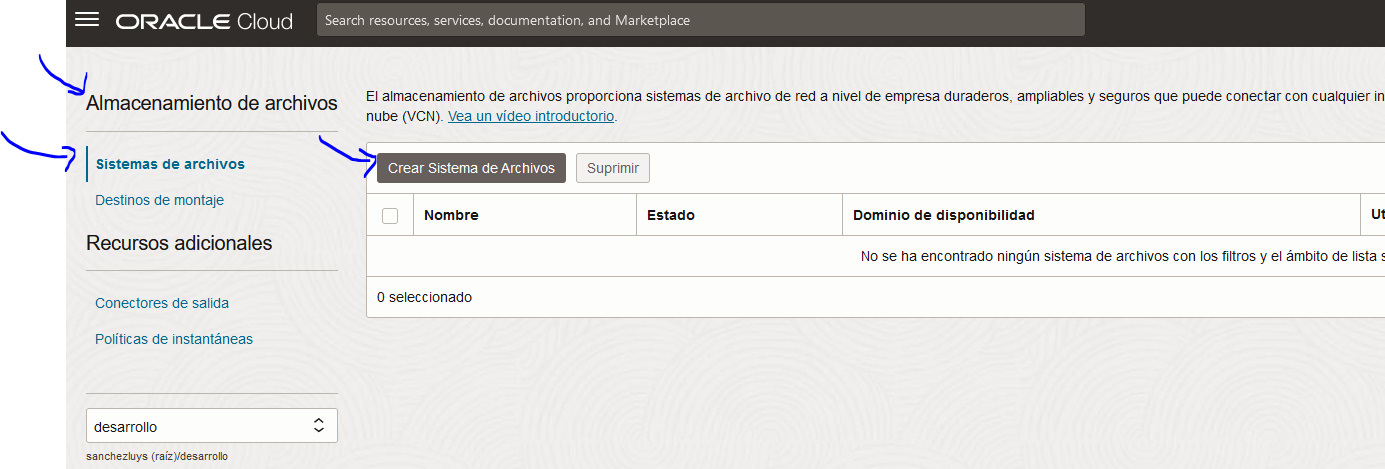 ORACLE Cloud
Search resources, services, documentation, and Marketplace
Almacenamiento de archivos
Sistemas de archivos
Destinos de montaje
Recursos adicionales
Conectores de salida
Políticas de instantáneas
desarrollo
sanchezluys (raíz)/desarrollo
El almacenamiento de archivos proporciona sistemas de archivo de red a nivel de empresa duraderos, ampliables y seguros que puede conectar con cualquier in
nube (VCN). Vea un vídeo introductorio.
Crear Sistema de Archivos Suprimir
Nombre Estado Dominio de disponibilidad Ut
No se ha encontrado ningún sistema de archivos con los filtros y el ámbito de lista s
0 seleccionado